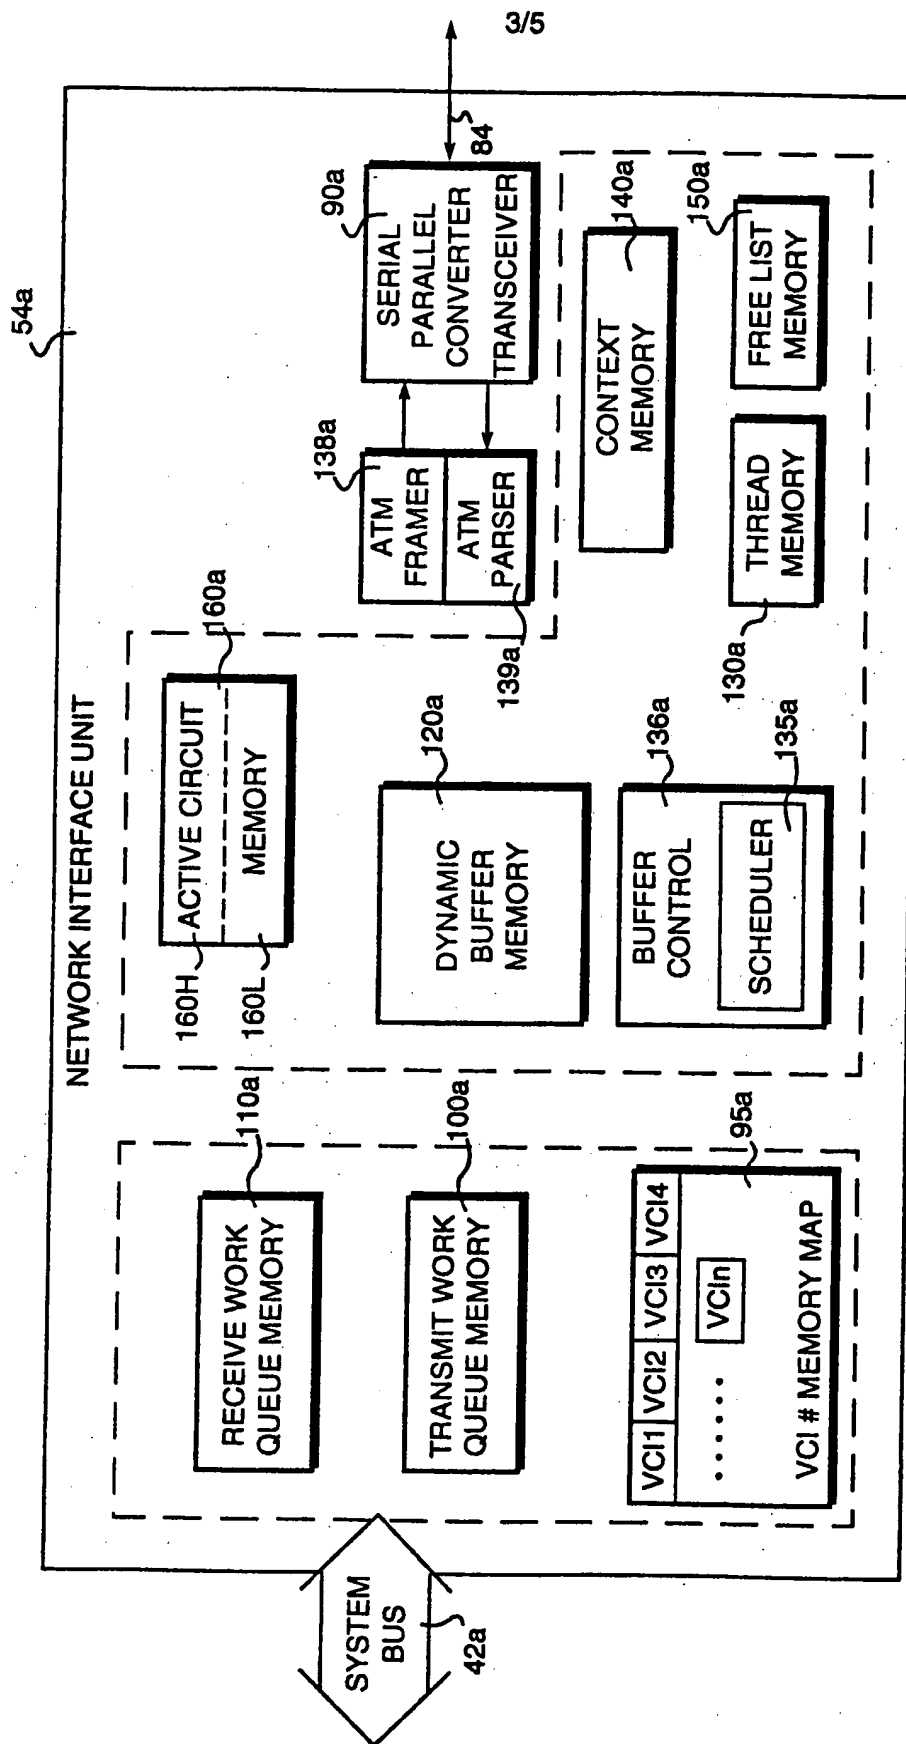 3/5
54a
NETWORK INTERFACE UNIT
SYSTEM
BUS
42a
RECEIVE WORK
QUEUE MEMORY
110a
TRANSMIT WORK
QUEUE MEMORY
100a
VCI1 VCI2 VCI3 VCI4
...... VCIn
VCI # MEMORY MAP
95a
ACTIVE CIRCUIT
MEMORY
160a
160H
160L
DYNAMIC
BUFFER
MEMORY
120a
BUFFER
CONTROL
136a
SCHEDULER
135a
ATM
FRAMER
138a
ATM
PARSER
139a
SERIAL
PARALLEL
CONVERTER
TRANSCEIVER
90a
84
CONTEXT
MEMORY
140a
THREAD
MEMORY
130a
FREE LIST
MEMORY
150a